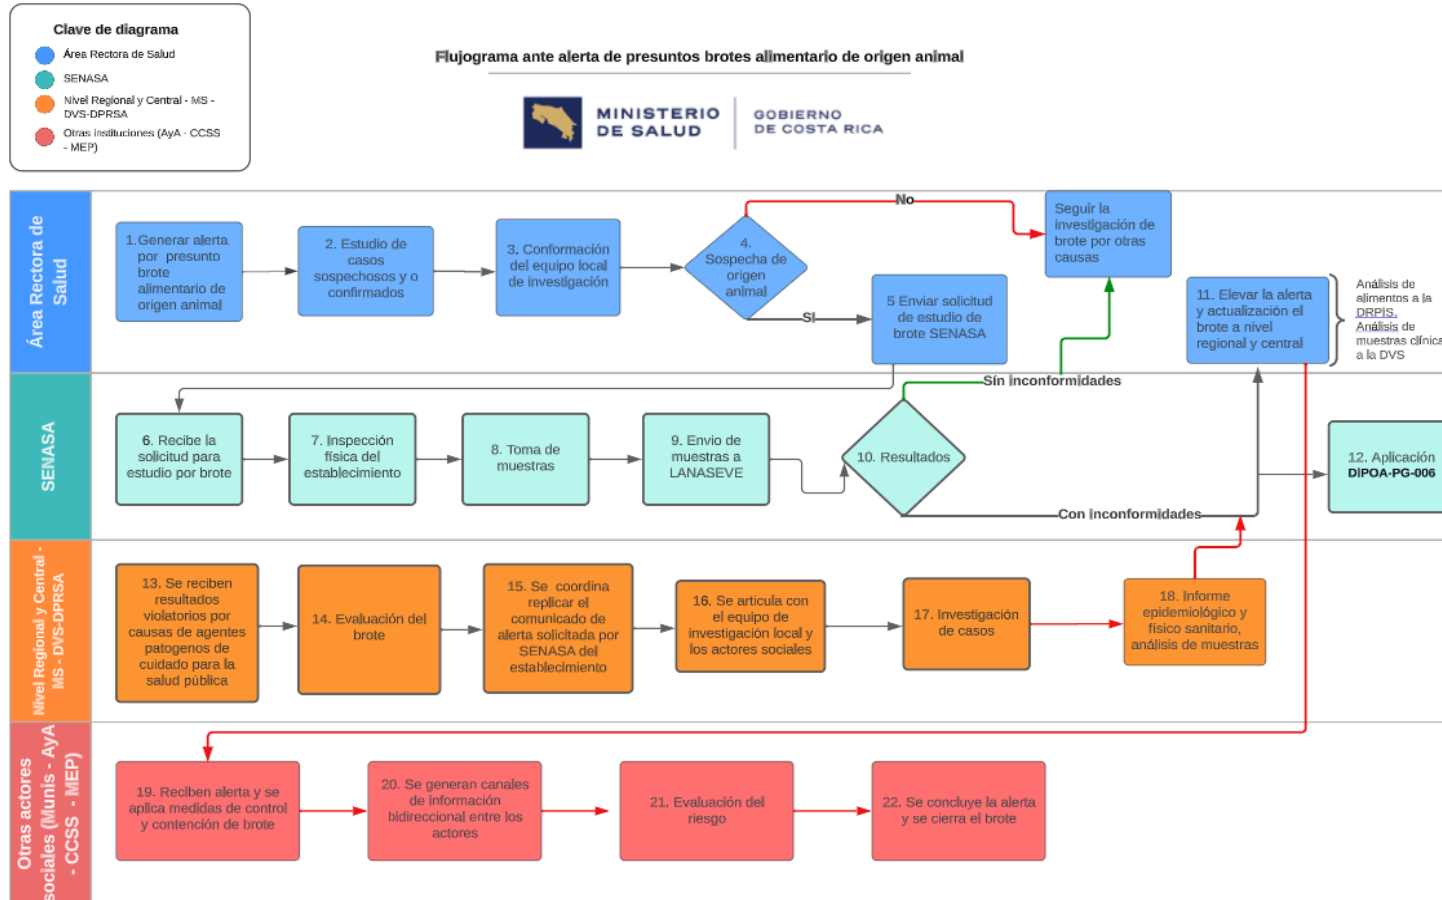 Clave de diagrama
Área Rectora de Salud
SENASA
Nivel Regional y Central - MS -
DVS-DPRSA
Otras instituciones (AyA - CCSS
- MEP)
Flujograma ante alerta de presuntos brotes alimentario de origen animal
MINISTERIO
DE SALUD
GOBIERNO
DE COSTA RICA
Área Rectora de
Salud
1.Generar alerta
por presunto
brote
alimentario de
origen animal
2. Estudio de
casos
sospechosos y o
confirmados
3. Conformación
del equipo local
de investigación
4.
Sospecha de
origen
animal
No
SI
Seguir la
investigación de
brote por otras
causas
5 Enviar solicitud
de estudio de
brote SENASA
11. Elevar la alerta
y actualización el
brote a nivel
regional y central
Análisis de
alimentos a la
DRPIS,
Análisis de
muestras clínica
a la DVS
SENASA
6. Recibe la
solicitud para
estudio por brote
7. Inspección
física del
establecimiento
8. Toma de
muestras
9. Envio de
muestras a
LANASEVE
10. Resultados
Sín inconformidades
Con inconformidades
12. Aplicación
DIPOA-PG-006
Nivel Regional y Central -
MS - DVS-DPRSA
13. Se reciben
resultados
violatorios por
causas de agentes
patogenos de
cuidado para la
salud pública
14. Evaluación del
brote
15. Se coordina
replicar el
comunicado de
alerta solicitada por
SENASA del
establecimiento
16. Se articula con
el equipo de
investigación local y
los actores sociales
17. Investigación
de casos
18. Informe
epidemiológico y
físico sanitario,
análisis de muestras
Otras actores
sociales (Munis - AyA
- CCSS - MEP)
19. Reciben alerta y se
aplica medidas de control
y contención de brote
20. Se generan canales
de información
bidireccional entre los
actores
21. Evaluación del
riesgo
22. Se concluye la alerta
y se cierra el brote